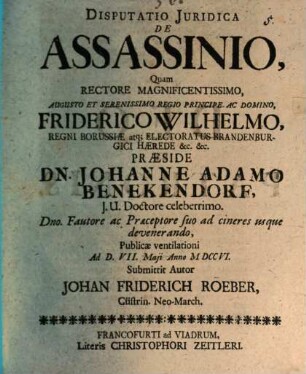 DISPUTATIO JURIDICA
DE
ASSASSINIO,
Quam
RECTORE MAGNIFICENTISSIMO,
AUGUSTO ET SERENISSIMO REGIO PRINCIPE AC DOMINO,
FRIDERICO WILHELMO,
REGNI BORUSSIÆ atq; ELECTORATUS BRANDENBUR-
GICI HÆREDE &c. &c.
PRÆSIDE
DN. JOHANNE ADAMO
BENEKENDORF,
J. U. Doctore celeberrimo.
Dno. Fautore ac Præceptore suo ad cineres usque
devenerando,
Publicæ ventilationi
Ad D. VII. Maji Anno MDCCVI.
Submittit Autor
JOHAN FRIDERICH ROEBER,
Cüstrin. Neo-March.
FRANCOFURTI ad VIADRUM,
Literis CHRISTOPHORI ZEITLERI.